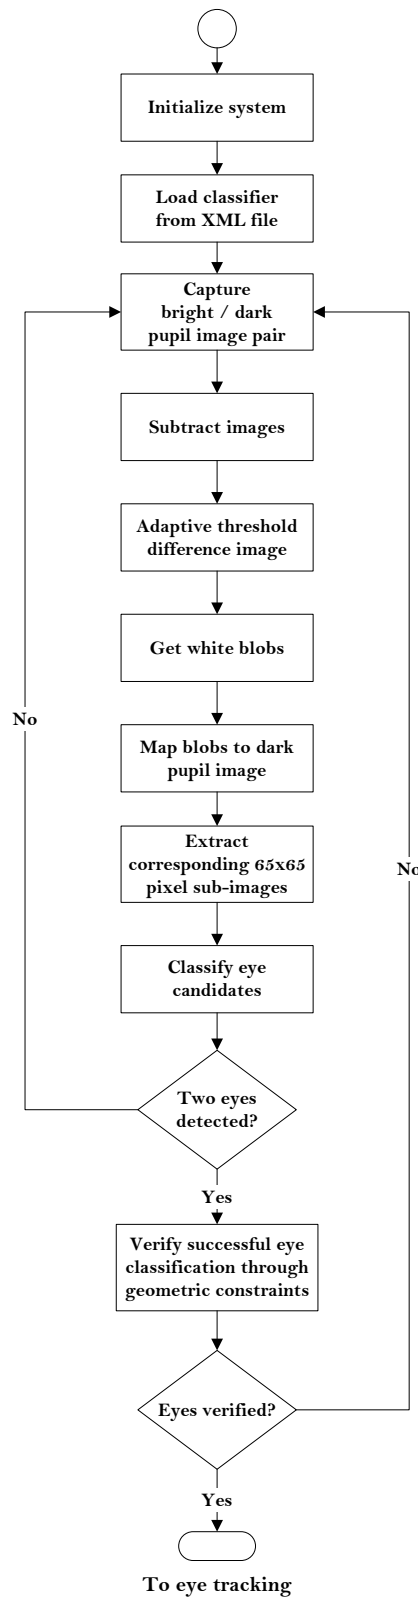 Initialize system
Load classifier
from XML file
Capture
bright / dark
pupil image pair
Subtract images
Adaptive threshold
difference image
Get white blobs
No
Map blobs to dark
pupil image
Extract
corresponding 65x65
pixel sub-images
No
Classify eye
candidates
Two eyes
detected?
Yes
Verify successful eye
classification through
geometric constraints
Eyes verified?
Yes
To eye tracking